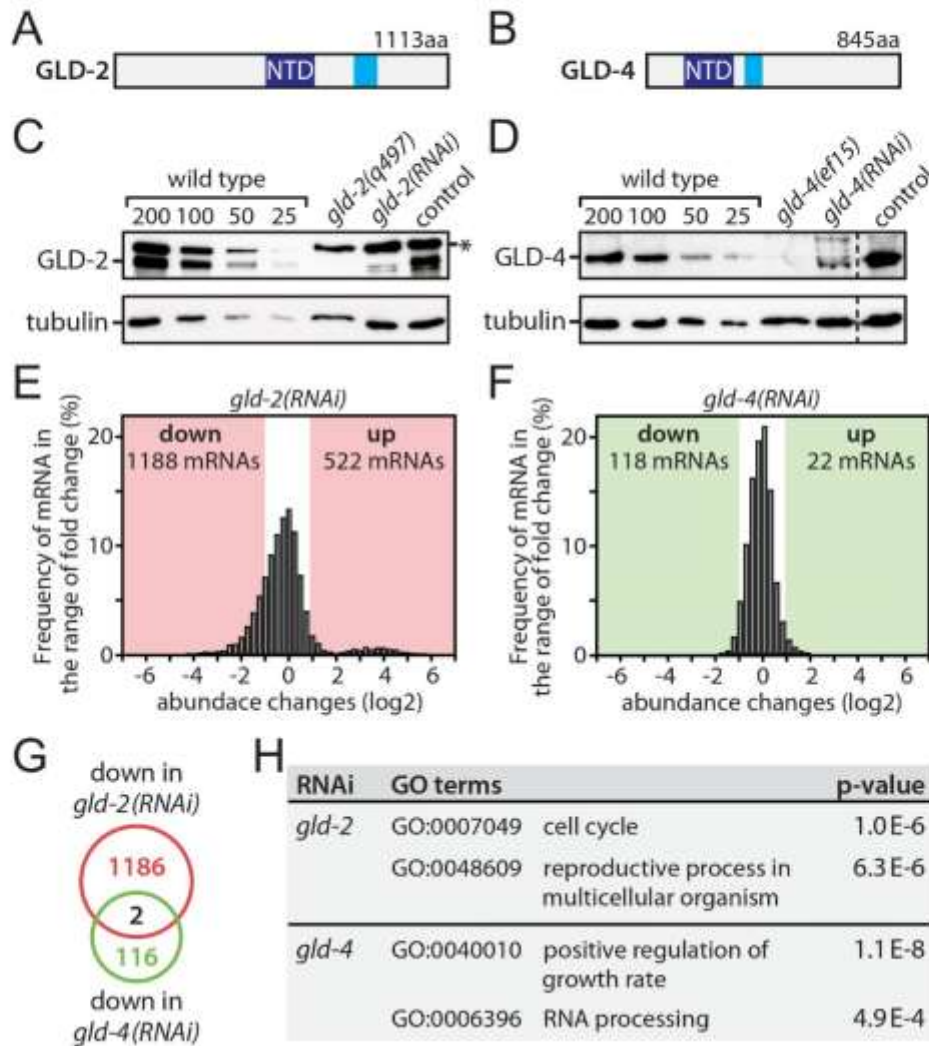 A
1113aa
GLD-2
NTD
B
845aa
GLD-4
NTD
C
wild type
200 100 50 25
gld-2(q497)
gld-2(RNAi)
control
GLD-2
*
tubulin
D
wild type
200 100 50 25
gld-4(ef15)
gld-4(RNAi)
control
GLD-4
tubulin
E
gld-2(RNAi)
Frequency of mRNA in
the range of fold change (%)
20
10
0
down
1188 mRNAs
up
522 mRNAs
-6 -4 -2 0 2 4 6
abundace changes (log2)
F
gld-4(RNAi)
Frequency of mRNA in
the range of fold change (%)
20
10
0
down
118 mRNAs
up
22 mRNAs
-6 -4 -2 0 2 4 6
abundance changes (log2)
G
down in
gld-2(RNAi)
1186
2
116
down in
gld-4(RNAi)
H
RNAi GO terms p-value
gld-2 GO:0007049 cell cycle 1.0 E-6
GO:0048609 reproductive process in 6.3 E-6
multicellular organism
gld-4 GO:0040010 positive regulation of 1.1 E-8
growth rate
GO:0006396 RNA processing 4.9 E-4